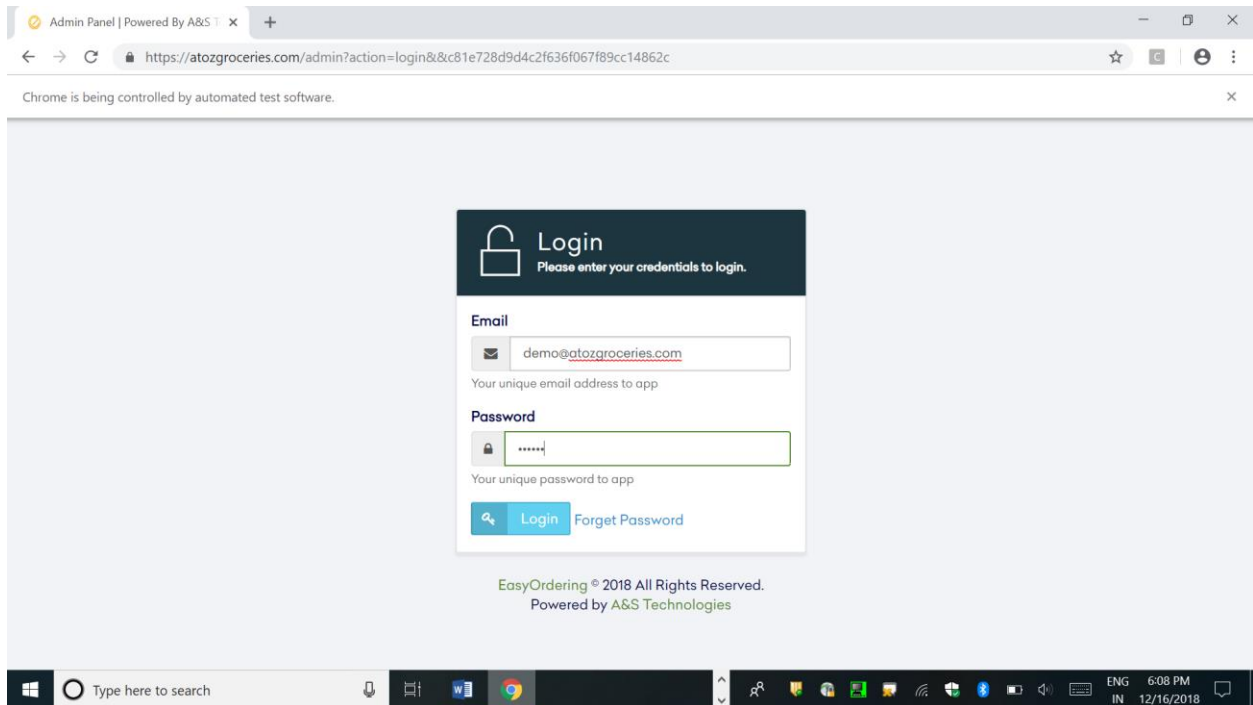 Admin Panel | Powered By A&S T
https://atozgroceries.com/admin?action=login&&c81e728d9d4c2f636f067f89cc14862c
Chrome is being controlled by automated test software.
Login
Please enter your credentials to login.
Email
demo@atozgroceries.com
Your unique email address to app
Password
••••••
Your unique password to app
Login Forget Password
EasyOrdering © 2018 All Rights Reserved.
Powered by A&S Technologies
Type here to search
ENG 6:08 PM
IN 12/16/2018